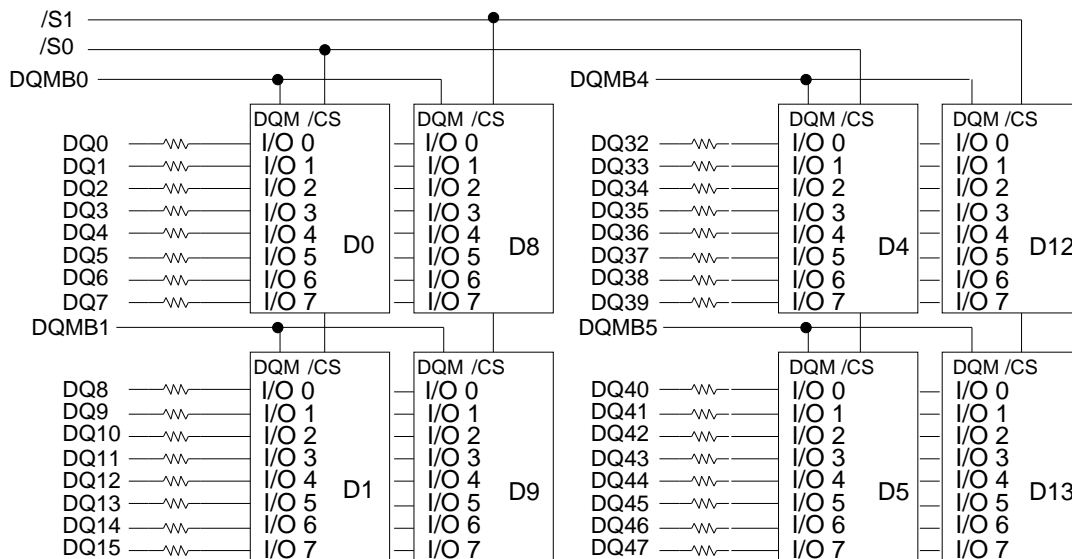 /S1
/S0
DQMB0 DQMB4
DQM /CS DQM /CS DQM /CS DQM /CS
DQ0 I/O 0 I/O 0 DQ32 I/O 0 I/O 0
DQ1 I/O 1 I/O 1 DQ33 I/O 1 I/O 1
DQ2 I/O 2 I/O 2 DQ34 I/O 2 I/O 2
DQ3 I/O 3 I/O 3 DQ35 I/O 3 I/O 3
DQ4 I/O 4 D0 I/O 4 D8 DQ36 I/O 4 D4 I/O 4 D12
DQ5 I/O 5 I/O 5 DQ37 I/O 5 I/O 5
DQ6 I/O 6 I/O 6 DQ38 I/O 6 I/O 6
DQ7 I/O 7 I/O 7 DQ39 I/O 7 I/O 7
DQMB1 DQMB5
DQM /CS DQM /CS DQM /CS DQM /CS
DQ8 I/O 0 I/O 0 DQ40 I/O 0 I/O 0
DQ9 I/O 1 I/O 1 DQ41 I/O 1 I/O 1
DQ10 I/O 2 I/O 2 DQ42 I/O 2 I/O 2
DQ11 I/O 3 I/O 3 DQ43 I/O 3 I/O 3
DQ12 I/O 4 D1 I/O 4 D9 DQ44 I/O 4 D5 I/O 4 D13
DQ13 I/O 5 I/O 5 DQ45 I/O 5 I/O 5
DQ14 I/O 6 I/O 6 DQ46 I/O 6 I/O 6
DQ15 I/O 7 I/O 7 DQ47 I/O 7 I/O 7